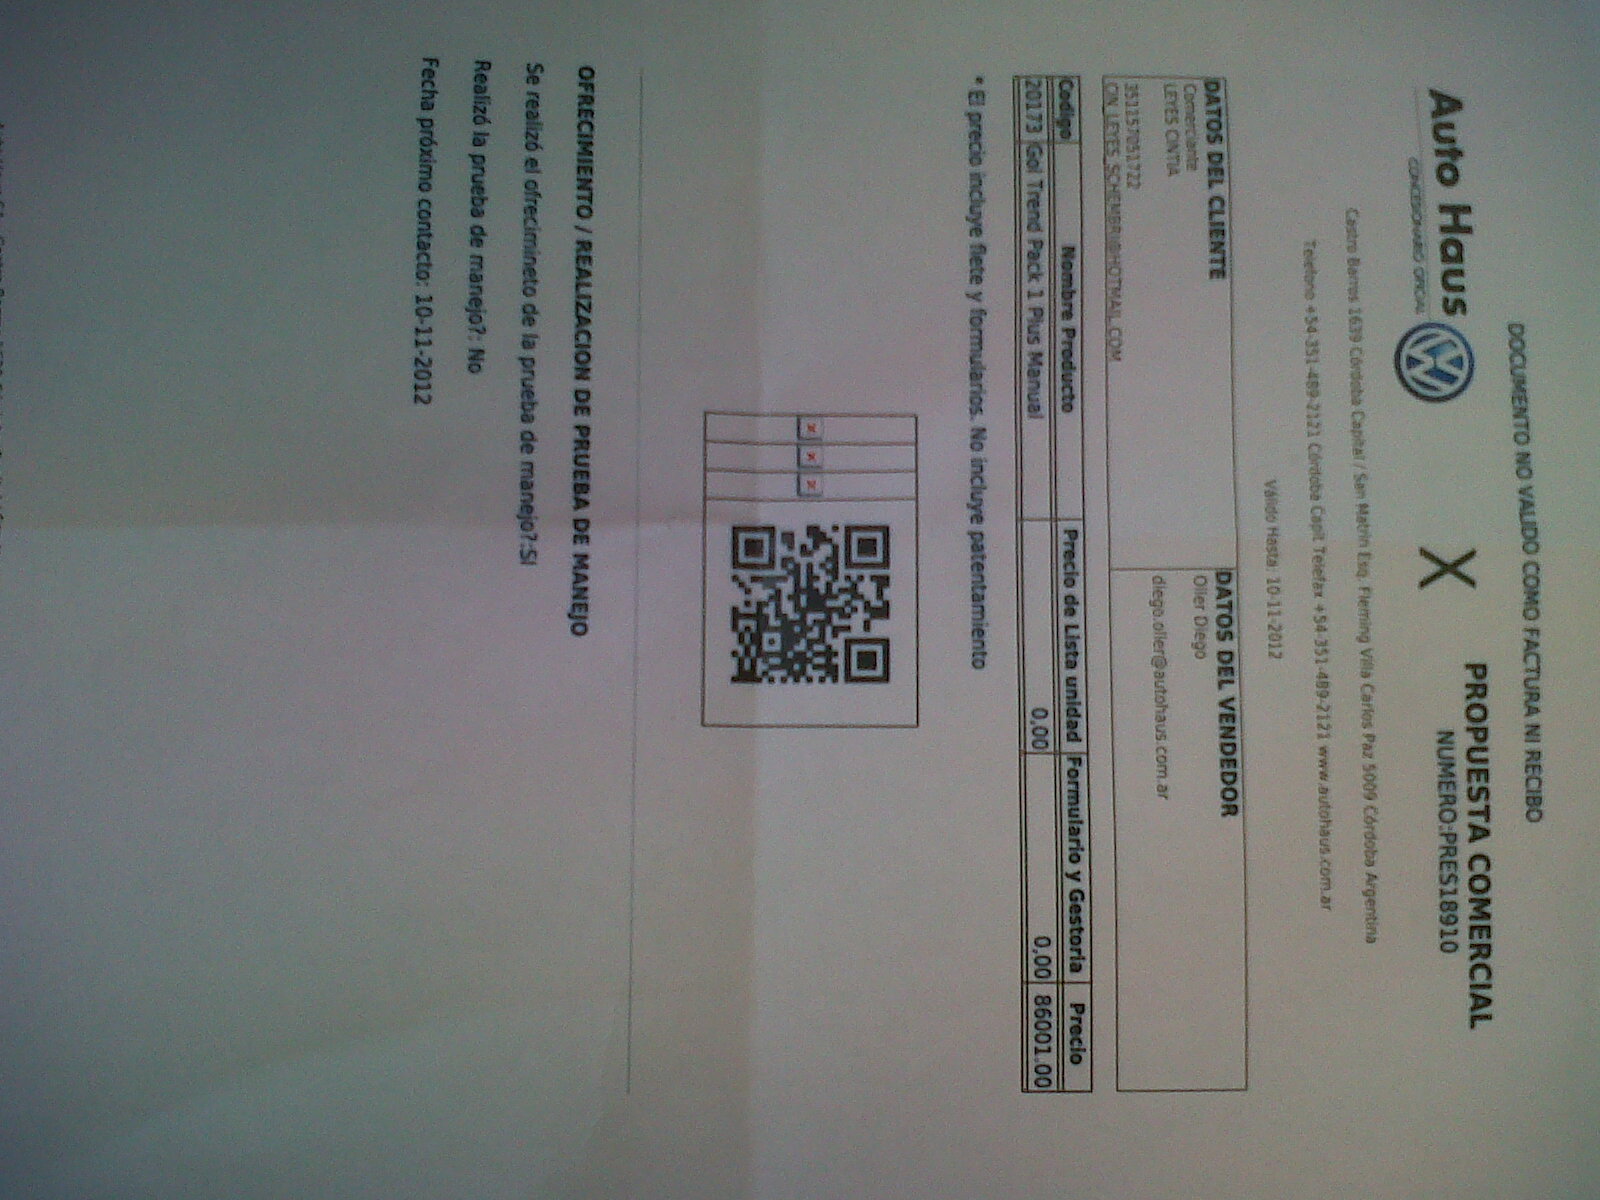 DOCUMENTO NO VALIDO COMO FACTURA NI RECIBO
Auto Haus
CONCESIONARIO OFICIAL
X
PROPUESTA COMERCIAL
NUMERO:PRES18910
Castro Barros 1639 Córdoba Capital / San Matrin Esq. Fleming Villa Carlos Paz 5009 Córdoba Argentina
Telefono +54-351-489-2121 Córdoba Capit Telefax +54-351-489-2121 www.autohaus.com.ar
Válido Hasta 10-11-2012
DATOS DEL CLIENTE DATOS DEL VENDEDOR
Comerciante Oller Diego
LEYES CINTIA
diego.oller@autohaus.com.ar
3513157051722
CIN_LEYES_SCHEMBRI@HOTMAIL.COM
Codigo Nombre Producto Precio de Lista unidad Formulario y Gestoria Precio
20173 Gol Trend Pack 1 Plus Manual 0,00 0,00 86001.00
* El precio incluye flete y formularios. No incluye patentamiento
OFRECIMIENTO / REALIZACION DE PRUEBA DE MANEJO
Se realizó el ofrecimineto de la prueba de manejo?:SI
Realizó la prueba de manejo?: No
Fecha próximo contacto: 10-11-2012